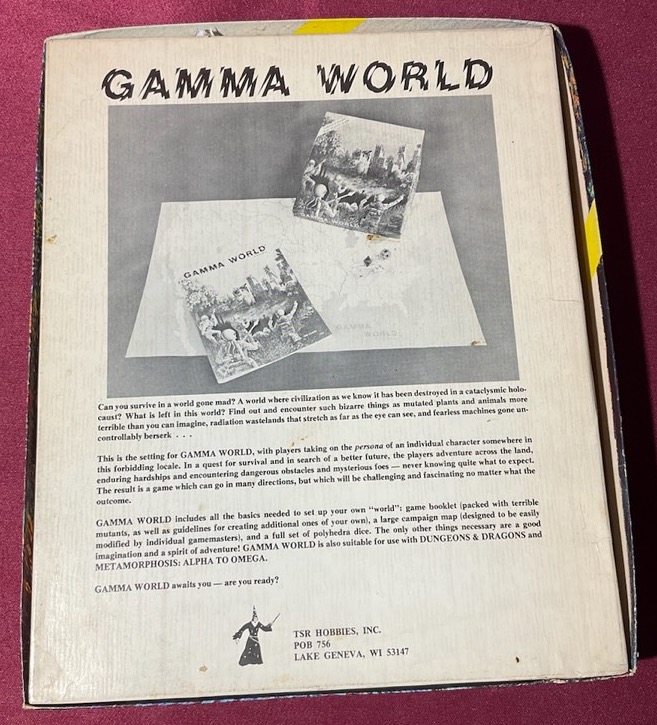 GAMMA WORLD
GAMMA WORLD
GAMMA
WORLD
Can you survive in a world gone mad? A world where civilization as we know it has been destroyed in a cataclysmic holo-
caust? What is left in this world? Find out and encounter such bizarre things as mutated plants and animals more
terrible than you can imagine, radiation wastelands that stretch as far as the eye can see, and fearless machines gone un-
controllably berserk . . .
This is the setting for GAMMA WORLD, with players taking on the persona of an individual character somewhere in
this forbidding locale. In a quest for survival and in search of a better future, the players adventure across the land,
enduring hardships and encountering dangerous obstacles and mysterious foes — never knowing quite what to expect.
The result is a game which can go in many directions, but which will be challenging and fascinating no matter what the
outcome.
GAMMA WORLD includes all the basics needed to set up your own "world": game booklet (packed with terrible
mutants, as well as guidelines for creating additional ones of your own), a large campaign map (designed to be easily
modified by individual gamemasters), and a full set of polyhedra dice. The only other things necessary are a good
imagination and a spirit of adventure! GAMMA WORLD is also suitable for use with DUNGEONS & DRAGONS and
METAMORPHOSIS: ALPHA TO OMEGA.
GAMMA WORLD awaits you — are you ready?
TSR HOBBIES, INC.
POB 756
LAKE GENEVA, WI 53147